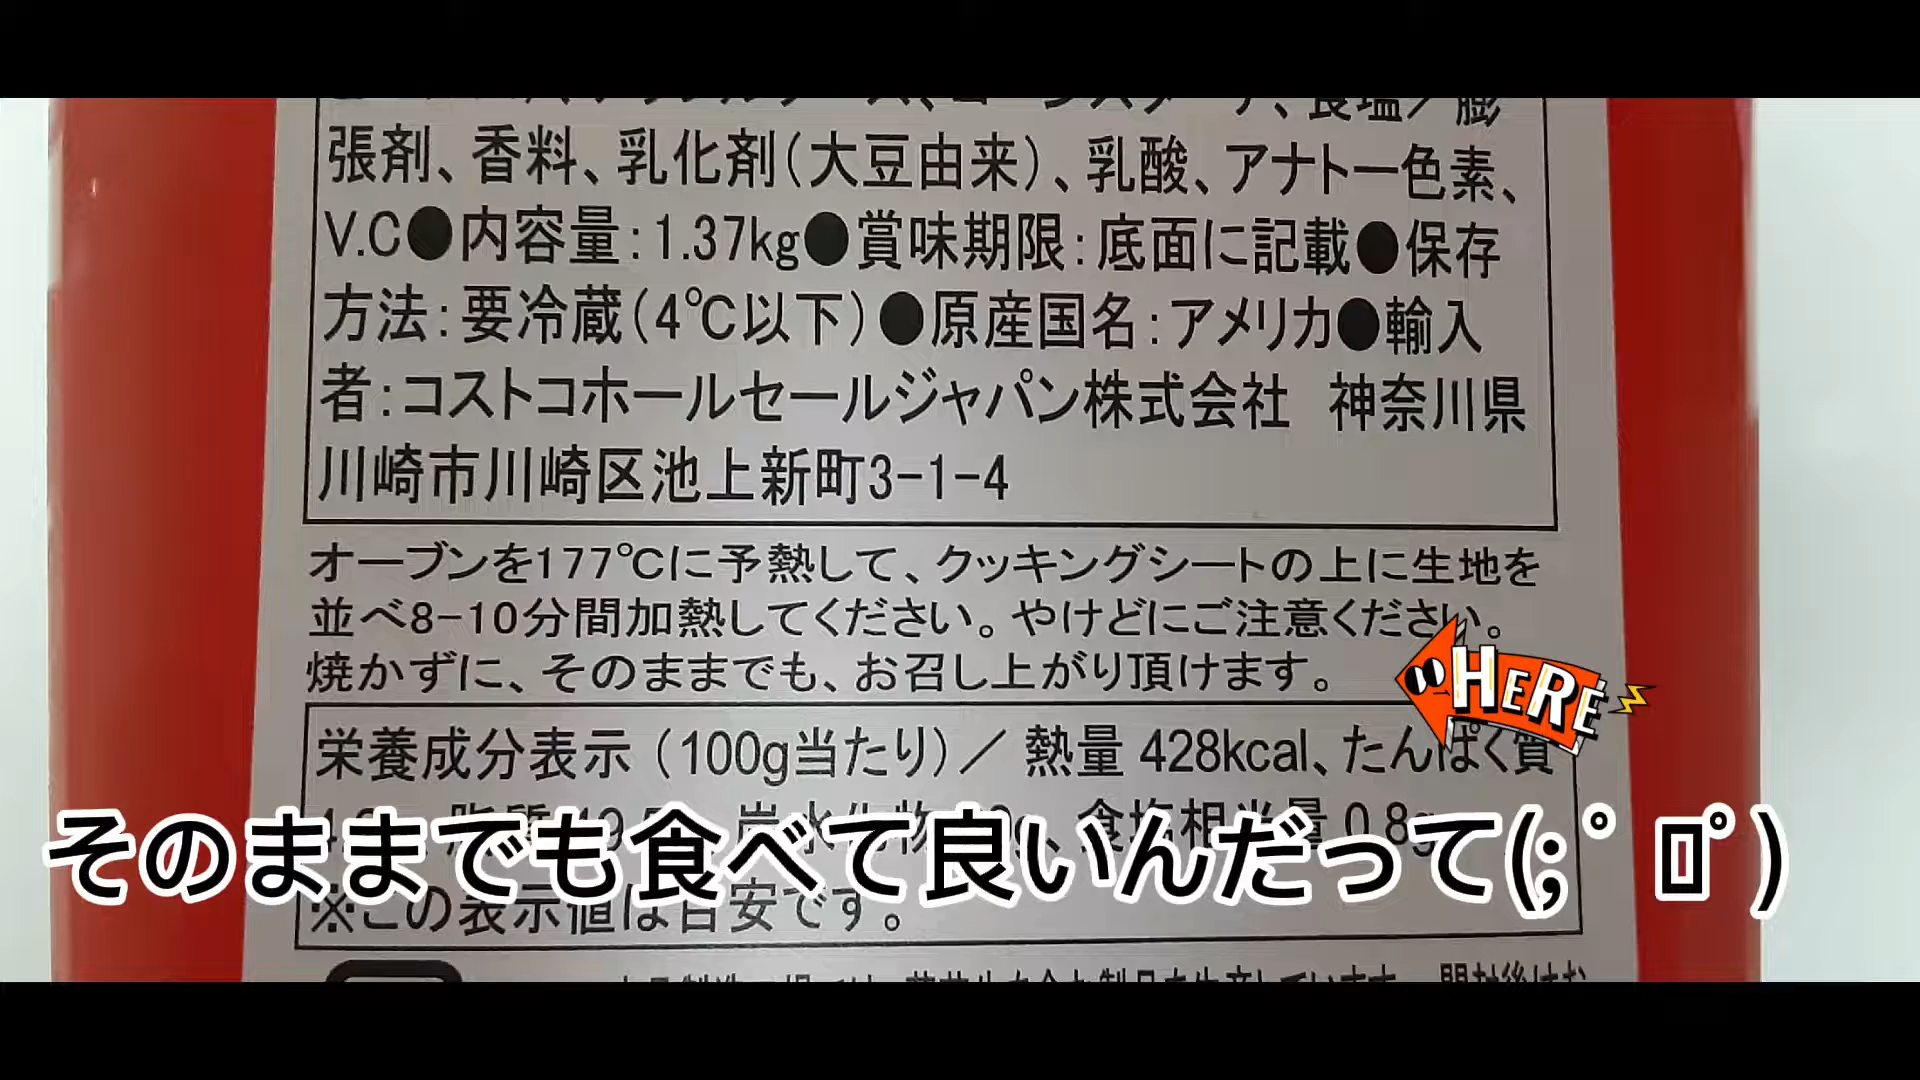 張剤、香料、乳化剤(大豆由来)、乳酸、アナトー色素、
V.C●内容量:1.37kg●賞味期限:底面に記載●保存
方法:要冷蔵(4℃以下)●原産国名:アメリカ●輸入
者:コストコホールセールジャパン株式会社 神奈川県
川崎市川崎区池上新町3-1-4
オーブンを177℃に予熱して、クッキングシートの上に生地を
並べ8-10分間加熱してください。やけどにご注意ください。
焼かずに、そのままでも、お召し上がり頂けます。
HERE
栄養成分表示(100g当たり)/ 熱量 428kcal、たんぱく質
食塩相当量 0.8g
そのままでも食べて良いんだって(;゜ロ゜)
※この表示値は目安です。